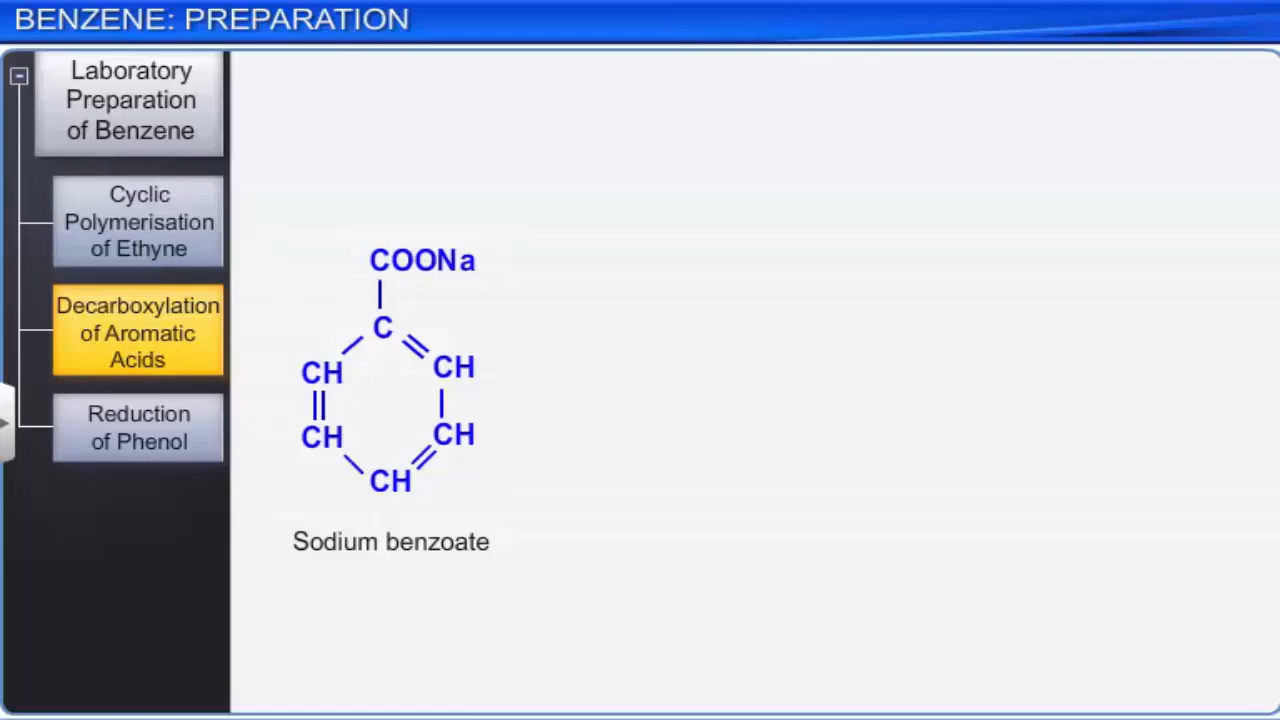 BENZENE: PREPARATION
Laboratory
Preparation
of Benzene
Cyclic
Polymerisation
of Ethyne
Decarboxylation
of Aromatic
Acids
Reduction
of Phenol
COONa
C
CH CH
CH CH
CH
Sodium benzoate